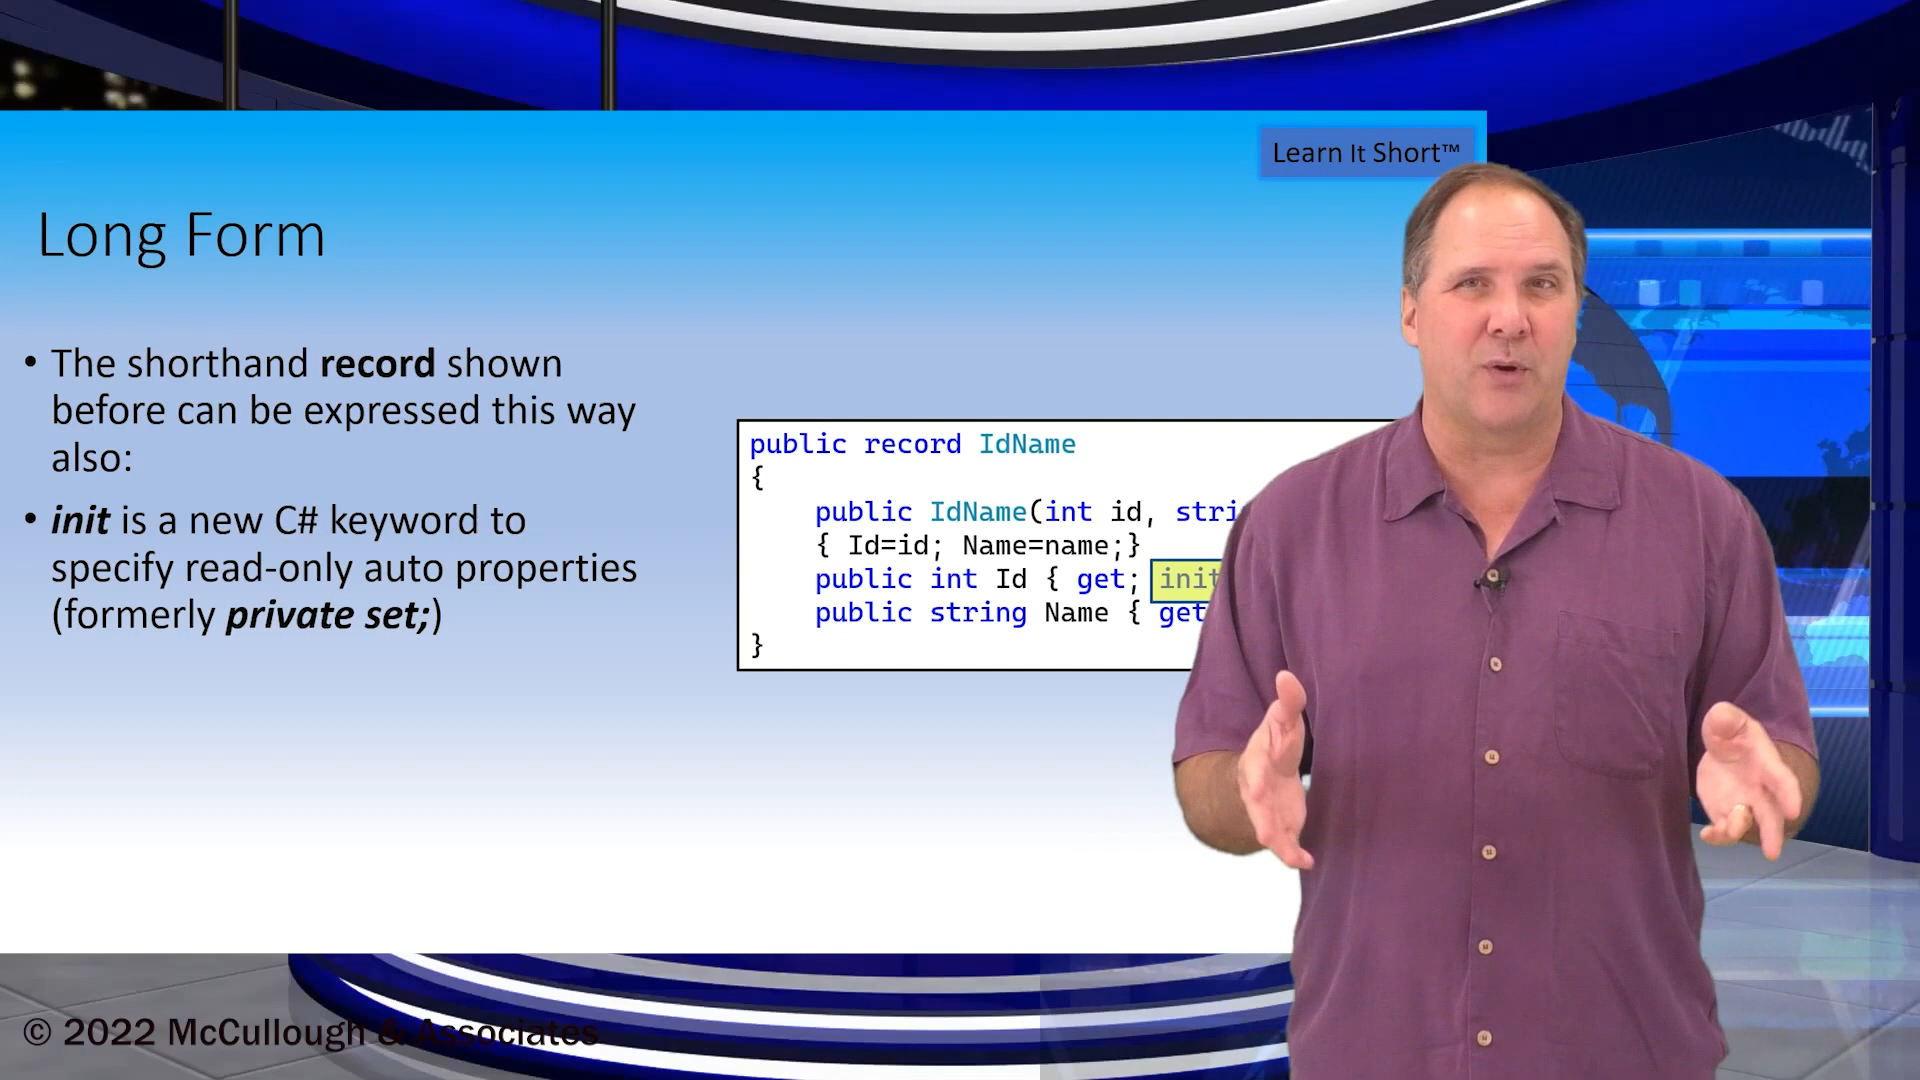 Learn It Short™
Long Form
• The shorthand record shown
before can be expressed this way
also:
• init is a new C# keyword to
specify read-only auto properties
(formerly private set;)
public record IdName
{
public IdName(int id, stri
{ Id=id; Name=name;}
public int Id { get; init
public string Name { get
}
© 2022 McCullough & Associates